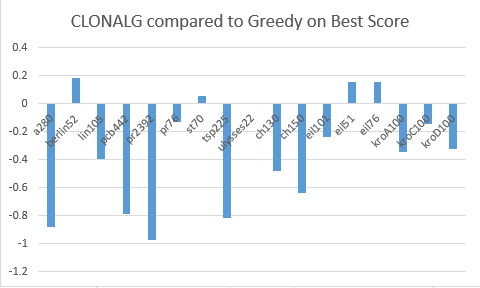 CLONALG compared to Greedy on Best Score
0.4
0.2
0
-0.2
-0.4
-0.6
-0.8
-1
-1.2
a280
berlin52
lin105
pcb442
pr2392
pr76
st70
tsp225
ulysses22
ch130
ch150
eil101
eil51
eil76
kroA100
kroC100
kroD100